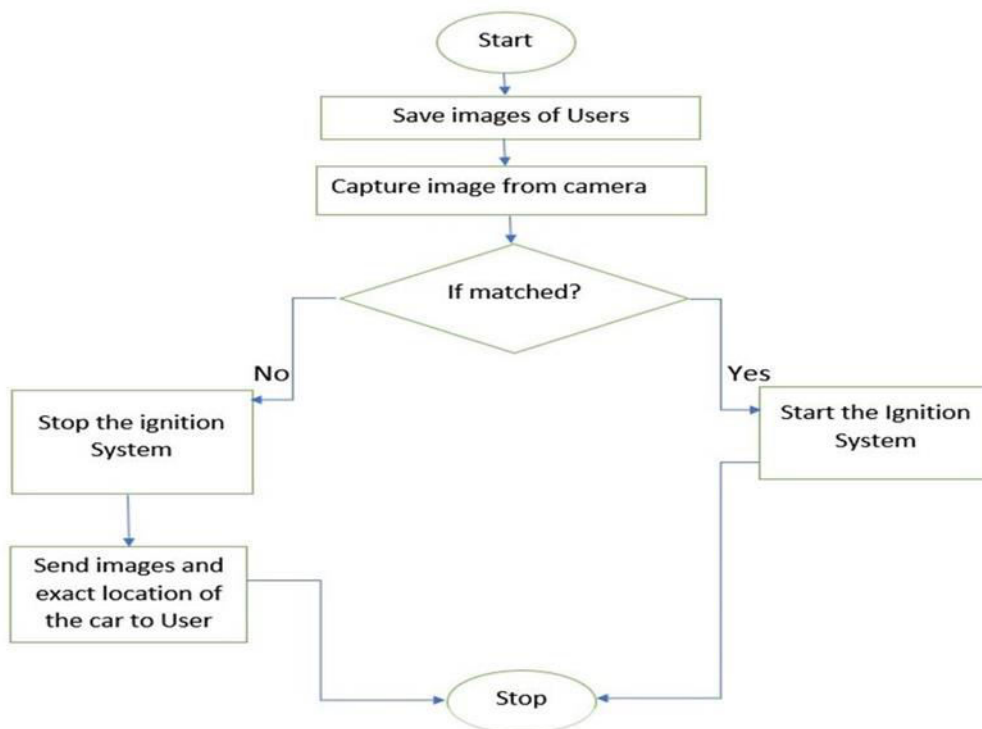 Start
Save images of Users
Capture image from camera
If matched?
No
Yes
Stop the ignition
System
Start the Ignition
System
Send images and
exact location of
the car to User
Stop